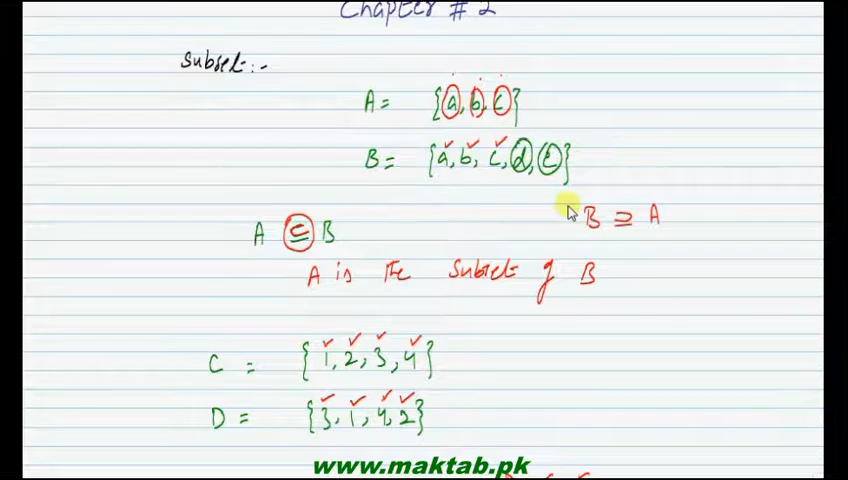 Chapter # 2
Subset:-
A = {a, b, c}
B = {a, b, c, d, e}
B ⊇ A
A ⊆ B
A is the Subset of B
C = {1, 2, 3, 4}
D = {3, 1, 4, 2}
www.maktab.pk